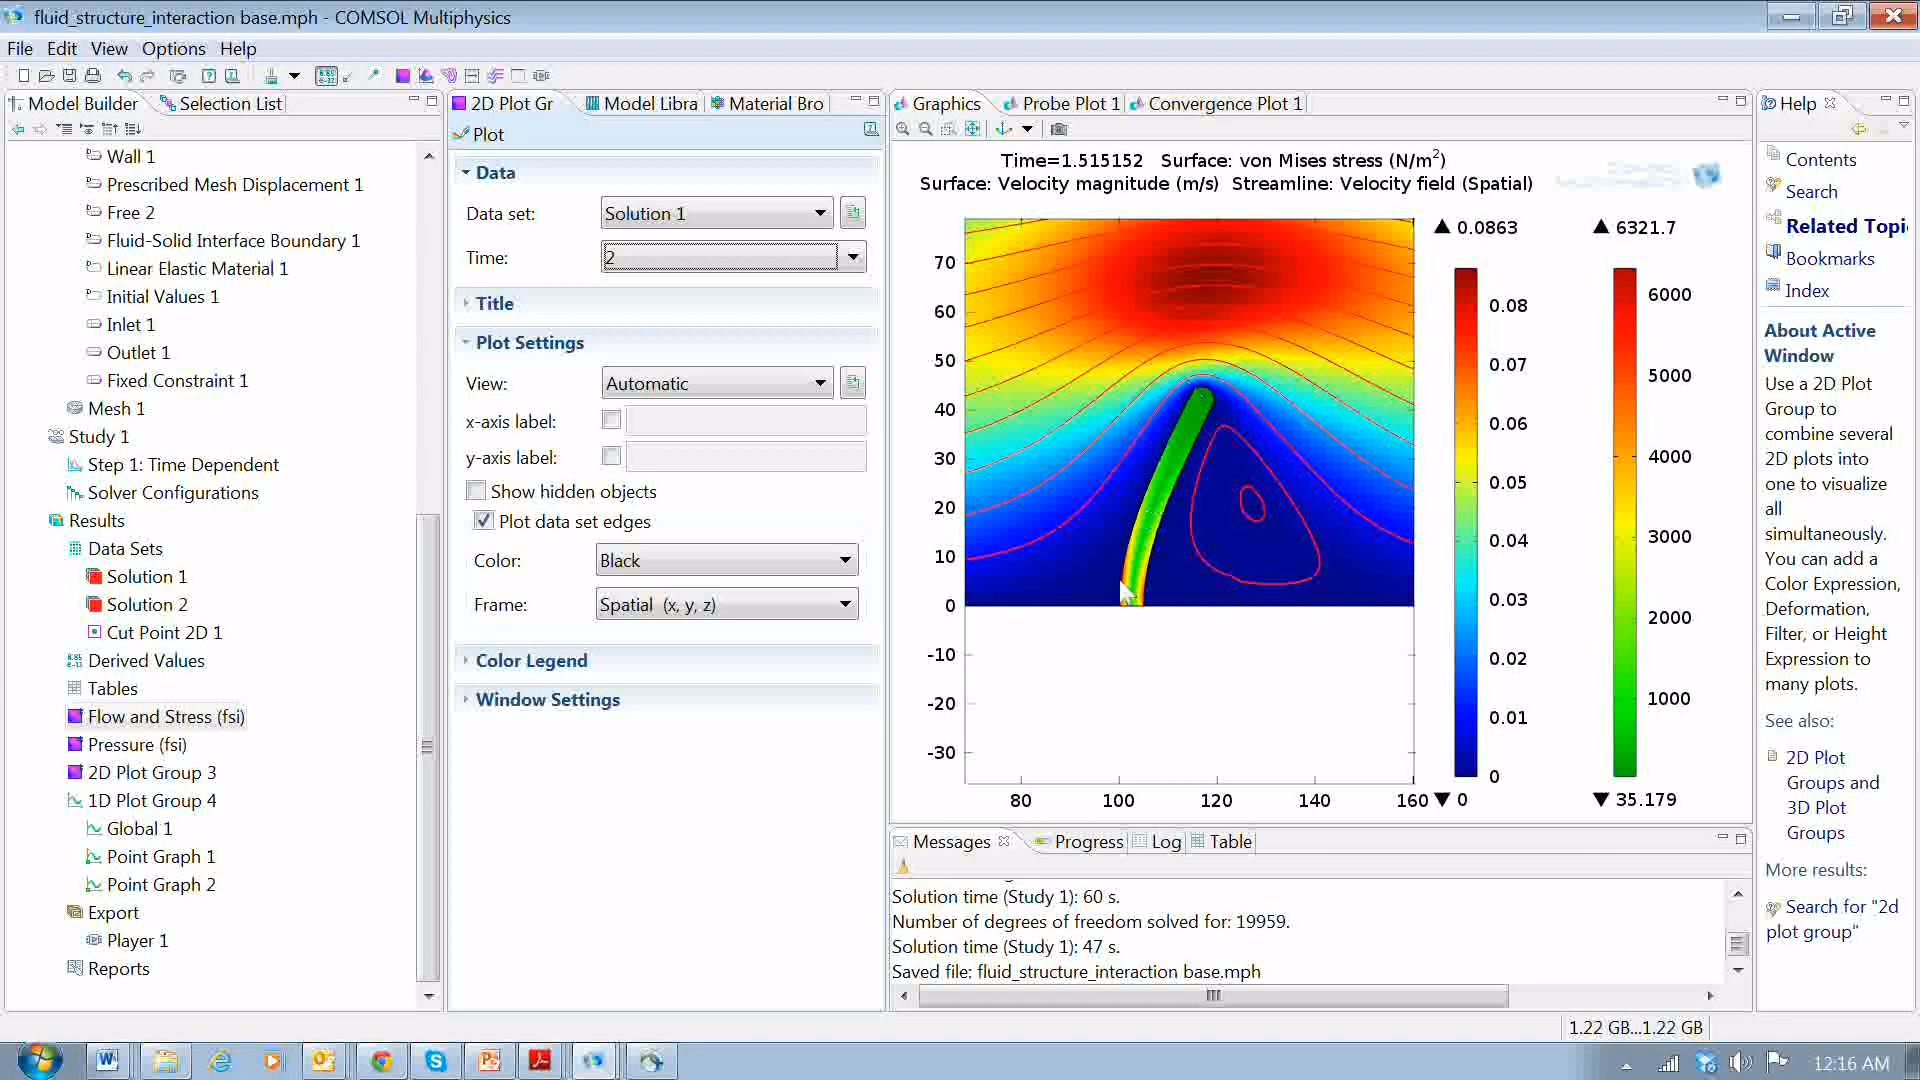 fluid_structure_interaction base.mph - COMSOL Multiphysics
File Edit View Options Help
Model Builder
Selection List
Wall 1
Prescribed Mesh Displacement 1
Free 2
Fluid-Solid Interface Boundary 1
Linear Elastic Material 1
Initial Values 1
Inlet 1
Outlet 1
Fixed Constraint 1
Mesh 1
Study 1
Step 1: Time Dependent
Solver Configurations
Results
Data Sets
Solution 1
Solution 2
Cut Point 2D 1
Derived Values
Tables
Flow and Stress (fsi)
Pressure (fsi)
2D Plot Group 3
1D Plot Group 4
Global 1
Point Graph 1
Point Graph 2
Export
Player 1
Reports
2D Plot Gr
Model Libra
Material Bro
Plot
Data
Data set: Solution 1
Time: 2
Title
Plot Settings
View: Automatic
x-axis label:
y-axis label:
Show hidden objects
Plot data set edges
Color: Black
Frame: Spatial (x, y, z)
Color Legend
Window Settings
Graphics
Probe Plot 1
Convergence Plot 1
Time=1.515152 Surface: von Mises stress (N/m²)
Surface: Velocity magnitude (m/s) Streamline: Velocity field (Spatial)
70
60
50
40
30
20
10
0
-10
-20
-30
80 100 120 140 160
▲ 0.0863
0.08
0.07
0.06
0.05
0.04
0.03
0.02
0.01
0
▼ 0
▲ 6321.7
6000
5000
4000
3000
2000
1000
▼ 35.179
Messages
Progress
Log
Table
Solution time (Study 1): 60 s.
Number of degrees of freedom solved for: 19959.
Solution time (Study 1): 47 s.
Saved file: fluid_structure_interaction base.mph
Help
Contents
Search
Related Topi
Bookmarks
Index
About Active
Window
Use a 2D Plot
Group to
combine several
2D plots into
one to visualize
all
simultaneously.
You can add a
Color Expression,
Deformation,
Filter, or Height
Expression to
many plots.
See also:
2D Plot
Groups and
3D Plot
Groups
More results:
Search for "2d
plot group"
1.22 GB...1.22 GB
12:16 AM